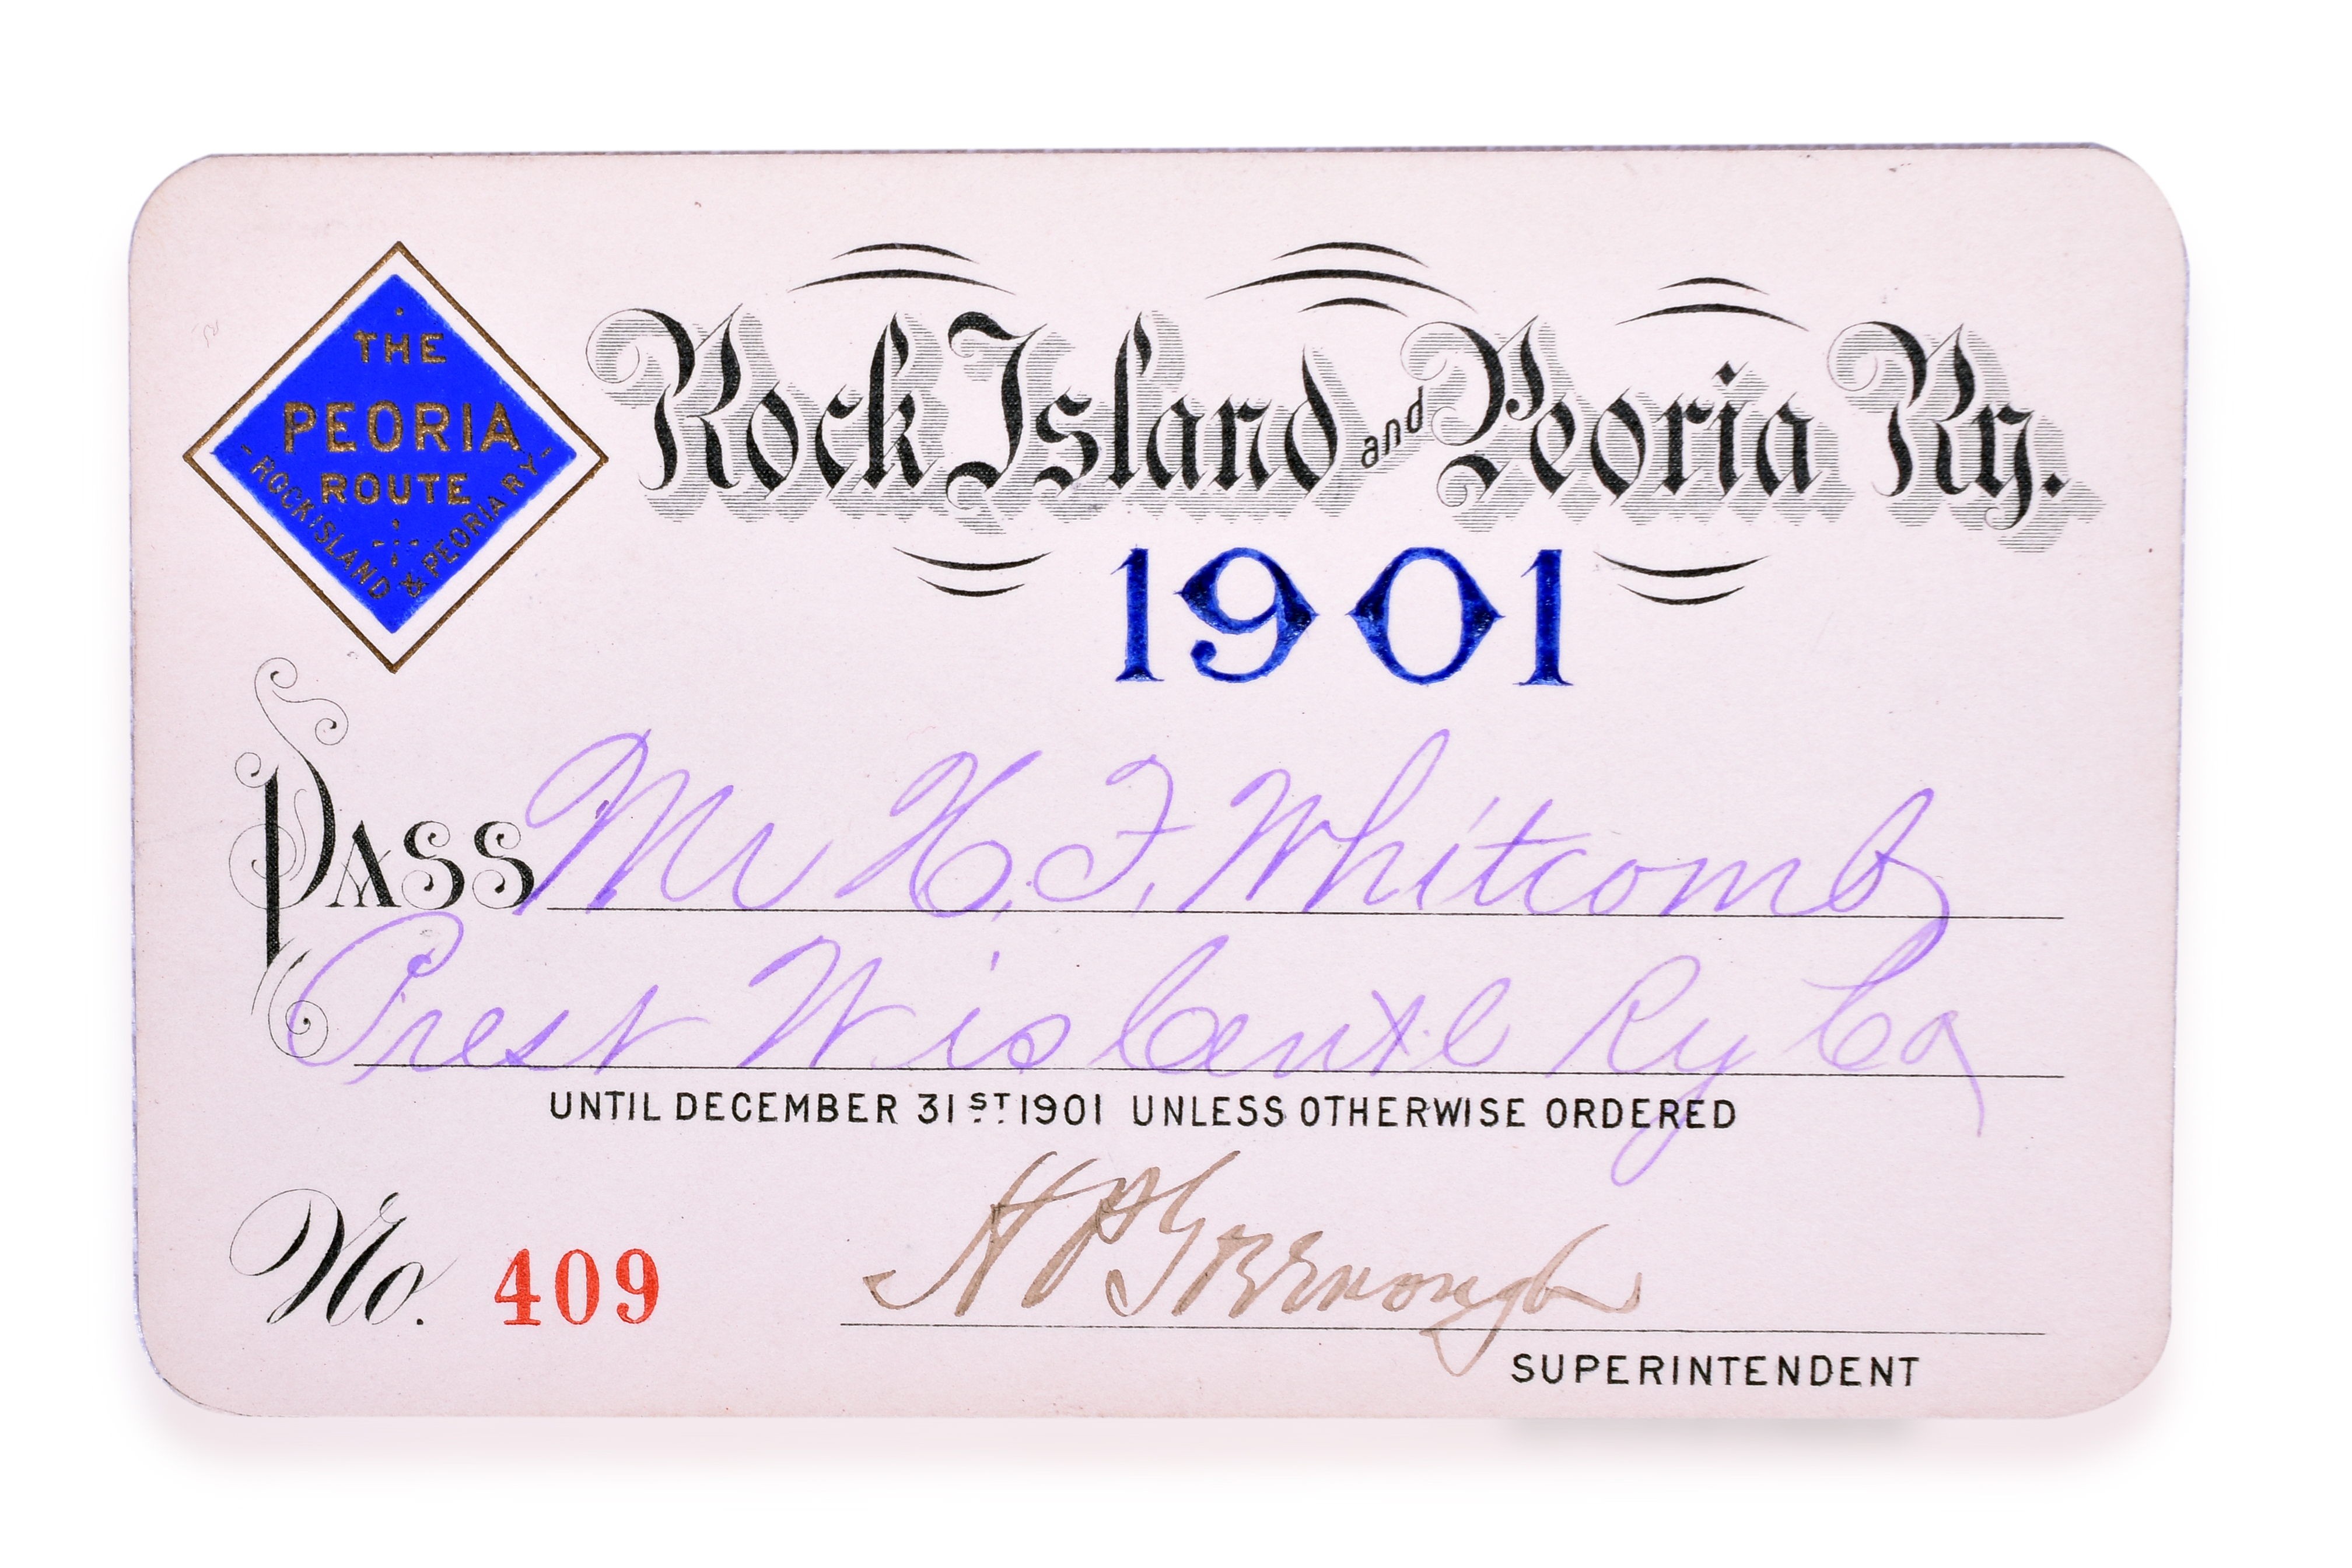 THE
PEORIA
ROUTE
- ROCK ISLAND & PEORIA RY -
Rock Island and Peoria Ry.
1901
Pass Mr H. F. Whitcomb
Prest Wis Centl Ry Co
UNTIL DECEMBER 31ST 1901 UNLESS OTHERWISE ORDERED
No. 409
SUPERINTENDENT